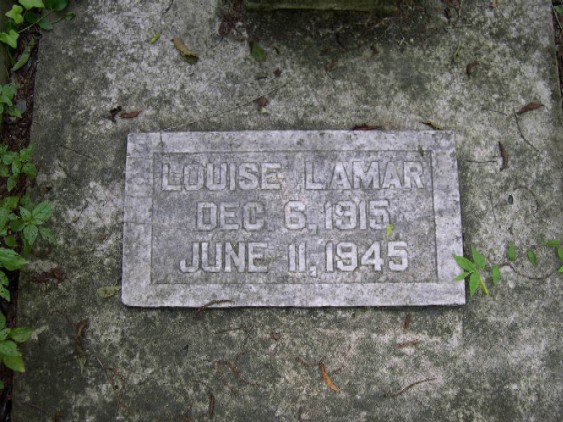 LOUISE LAMAR
DEC 6, 1915
JUNE 11, 1945